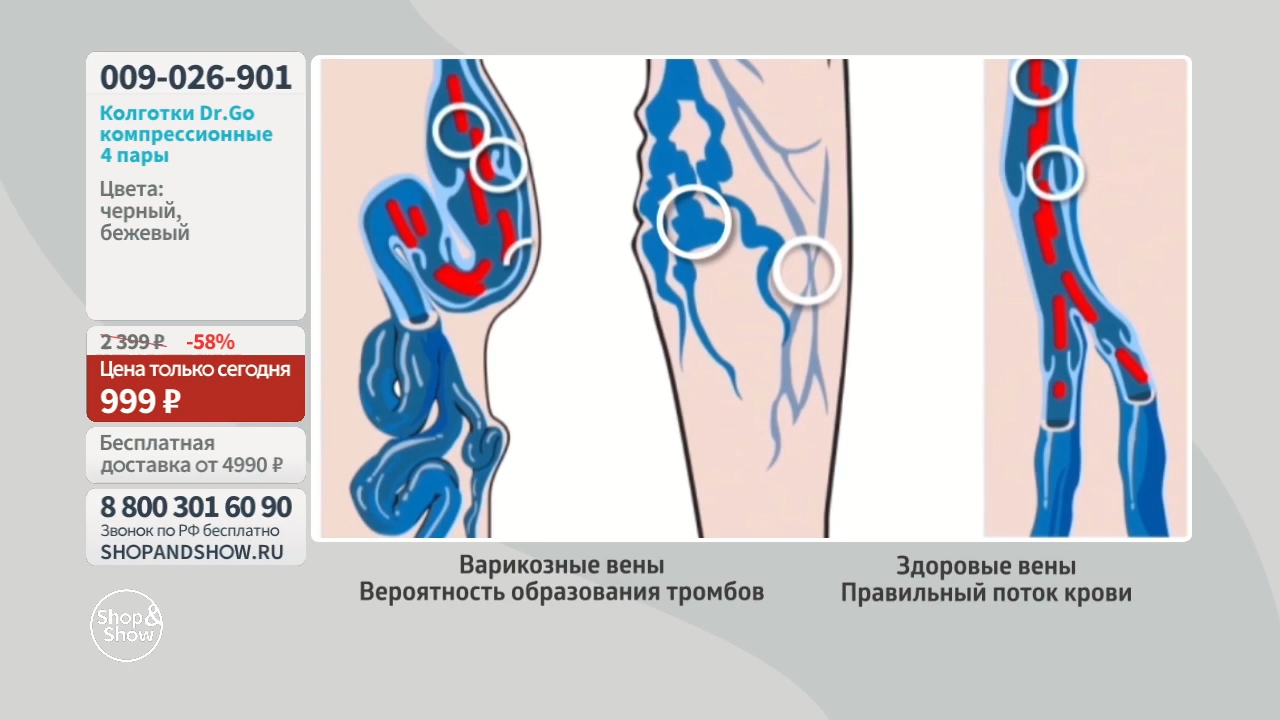 009-026-901
Колготки Dr.Go
компрессионные
4 пары
Цвета:
черный,
бежевый
2 399 ₽ -58%
Цена только сегодня
999 ₽
Бесплатная
доставка от 4990 ₽
8 800 301 60 90
Звонок по РФ бесплатно
SHOPANDSHOW.RU
Shop&
Show
Варикозные вены
Вероятность образования тромбов
Здоровые вены
Правильный поток крови